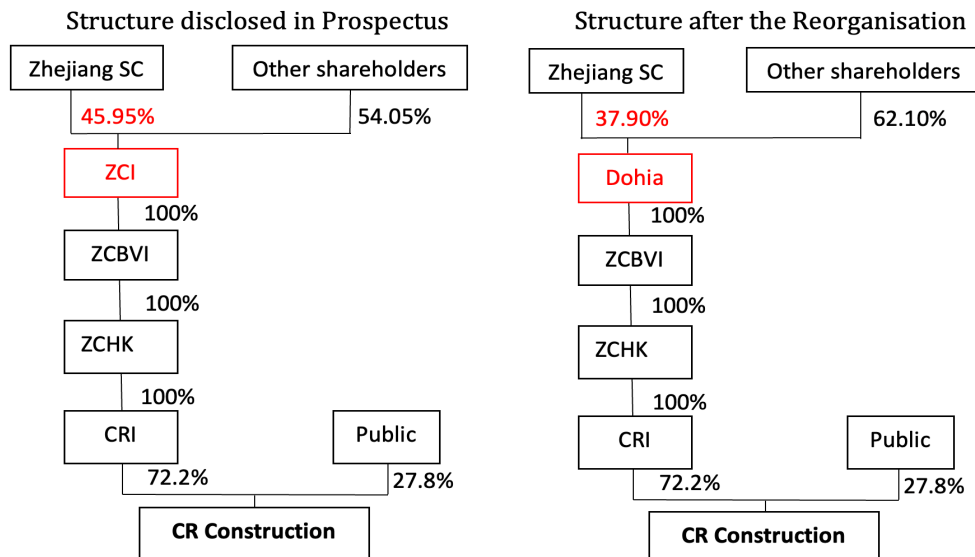 Structure disclosed in Prospectus
Zhejiang SC
Other shareholders
45.95%
54.05%
ZCI
100%
ZCBVI
100%
ZCHK
100%
CRI
Public
72.2%
27.8%
CR Construction
Structure after the Reorganisation
Zhejiang SC
Other shareholders
37.90%
62.10%
Dohia
100%
ZCBVI
100%
ZCHK
100%
CRI
Public
72.2%
27.8%
CR Construction